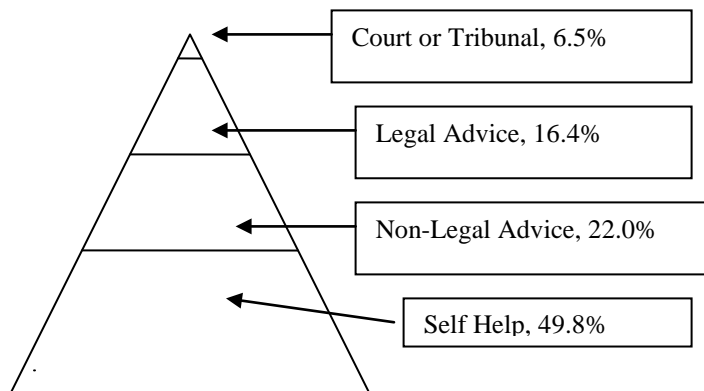 Court or Tribunal, 6.5%
Legal Advice, 16.4%
Non-Legal Advice, 22.0%
Self Help, 49.8%